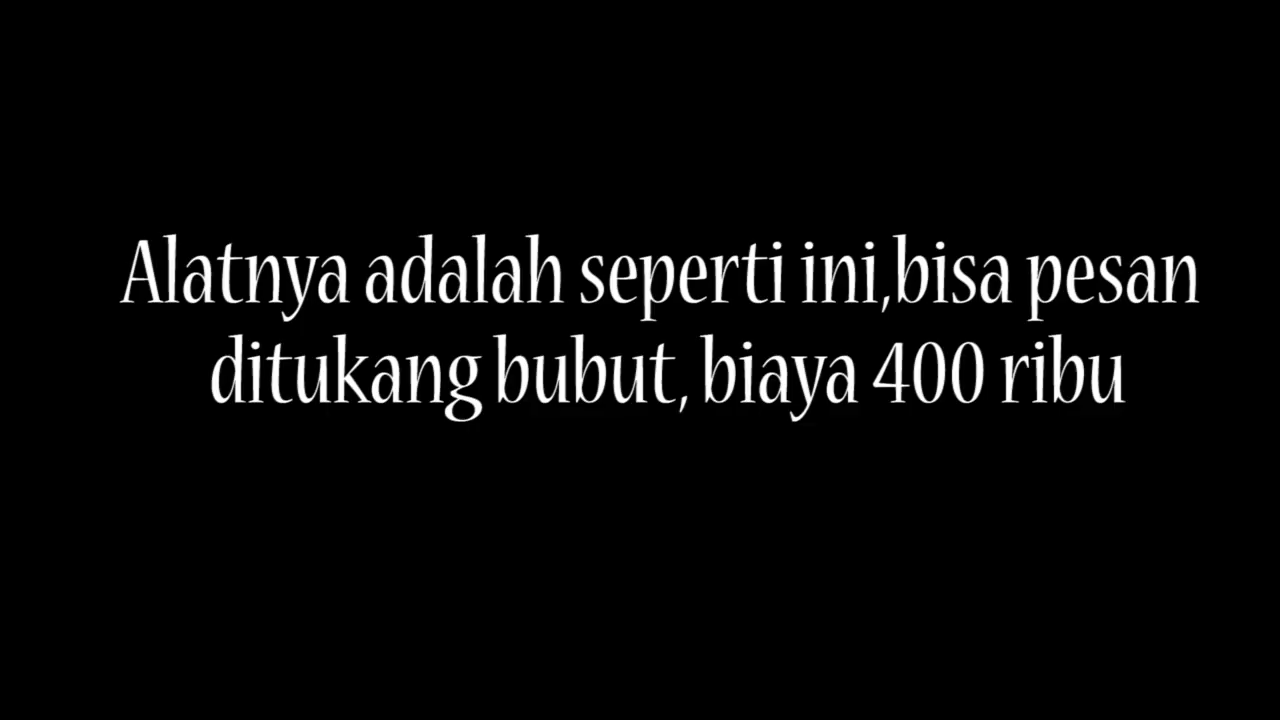 Alatnya adalah seperti ini,bisa pesan
ditukang bubut, biaya 400 ribu